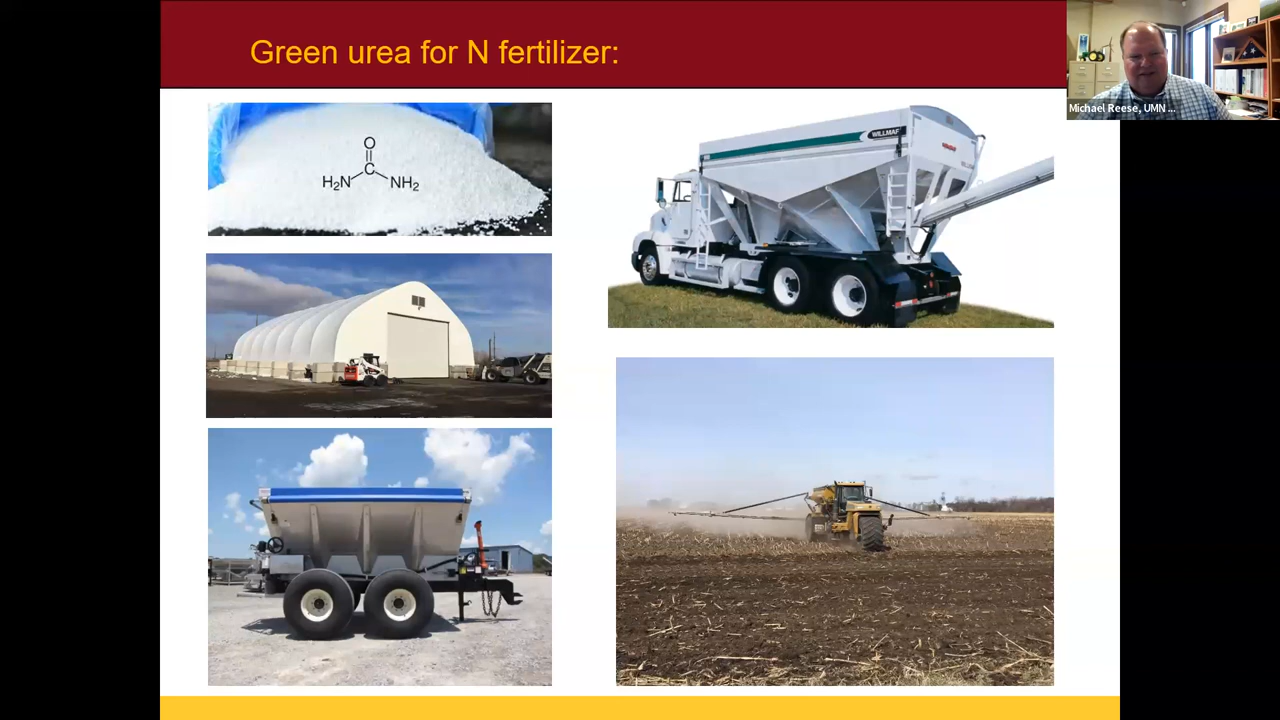 Green urea for N fertilizer:
Michael Reese, UMN ...
O
C
H₂N
NH₂
WILLMAR